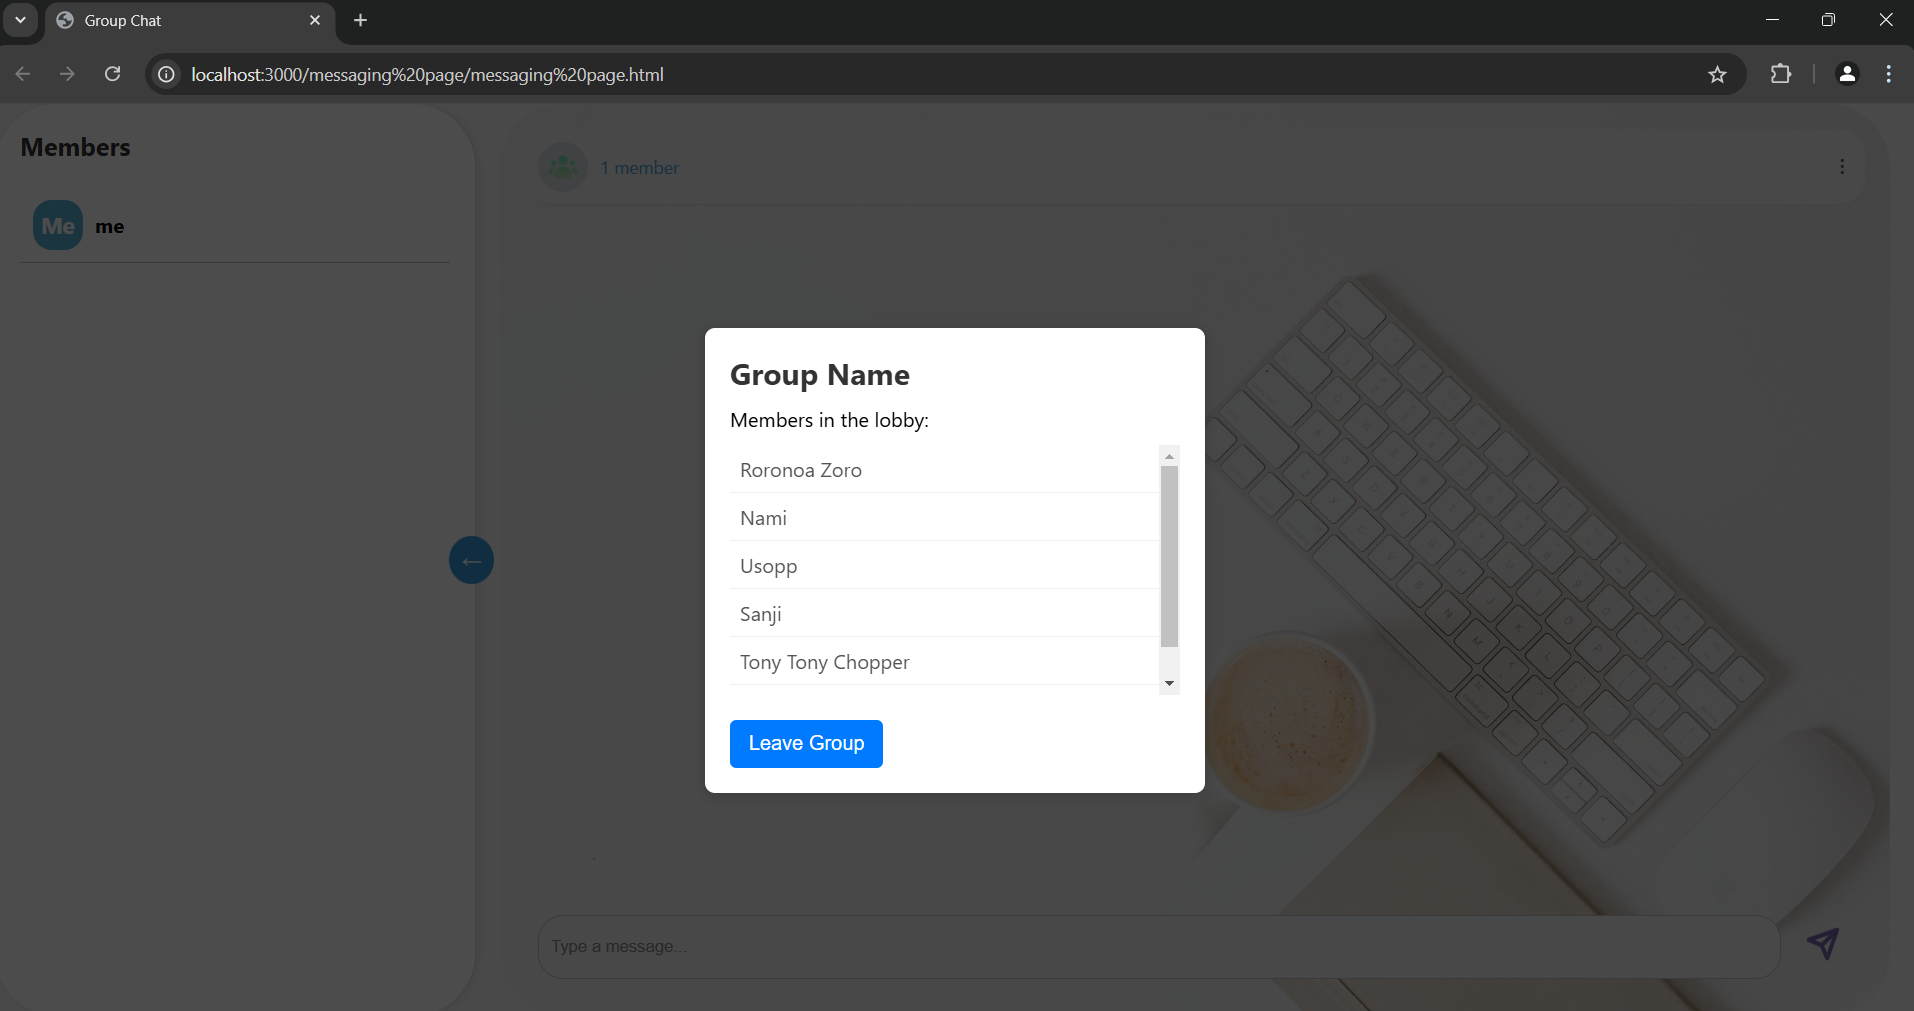 Group Chat
localhost:3000/messaging%20page/messaging%20page.html
Members
Me me
1 member
Group Name
Members in the lobby:
Roronoa Zoro
Nami
Usopp
Sanji
Tony Tony Chopper
Leave Group
Type a message...